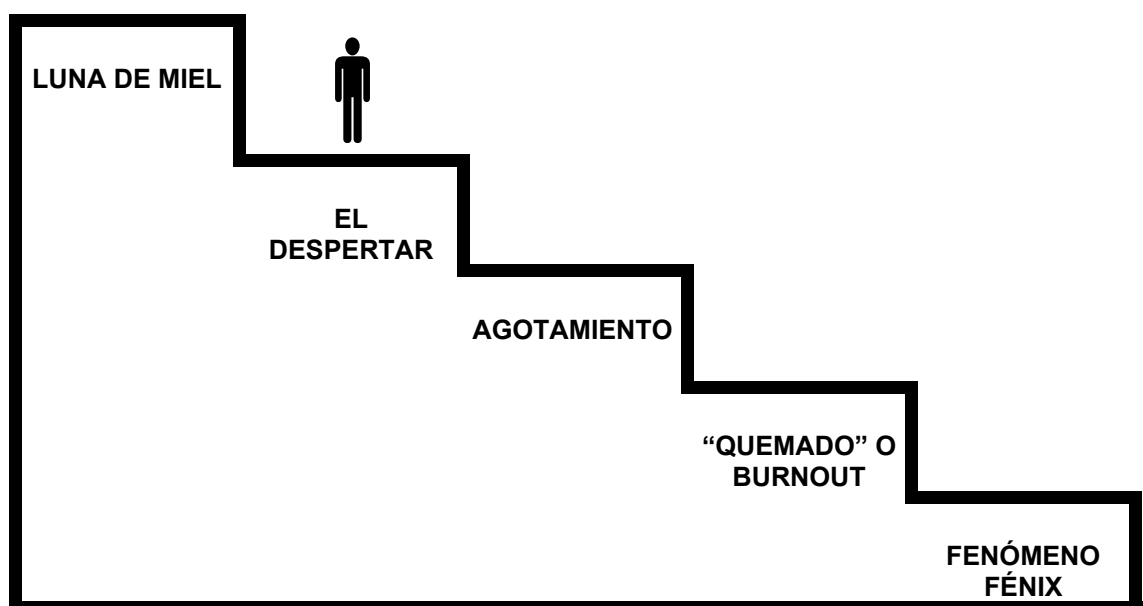 LUNA DE MIEL
EL
DESPERTAR
AGOTAMIENTO
“QUEMADO” O
BURNOUT
FENÓMENO
FÉNIX